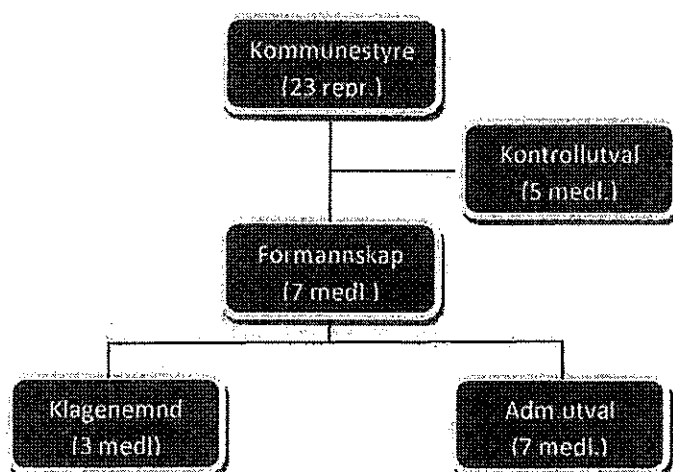 Kommunestyre
(23 repr.)
Kontrollutval
(5 medl.)
Formannskap
(7 medl.)
Klagenemnd
(3 medl)
Adm.utval
(7 medl.)